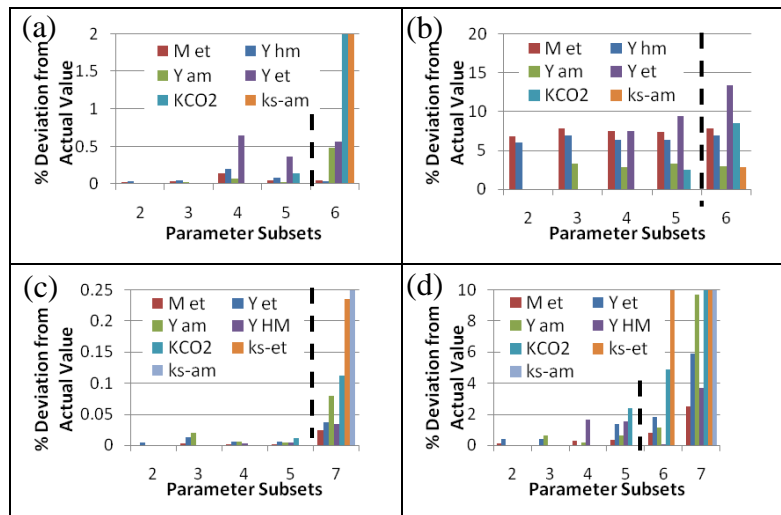 (a)
% Deviation from
Actual Value
2
1.5
1
0.5
0
M et
Y hm
Y am
Y et
KCO2
ks-am
2 3 4 5 6
Parameter Subsets
(b)
% Deviation from
Actual Value
20
15
10
5
0
M et
Y hm
Y am
Y et
KCO2
ks-am
2 3 4 5 6
Parameter Subsets
(c)
% Deviation from
Actual Value
0.25
0.2
0.15
0.1
0.05
0
M et
Y et
Y am
Y HM
KCO2
ks-et
ks-am
2 3 4 5 7
Parameter Subsets
(d)
% Deviation from
Actual Value
10
8
6
4
2
0
M et
Y et
Y am
Y HM
KCO2
ks-et
ks-am
2 3 4 5 6 7
Parameter Subsets